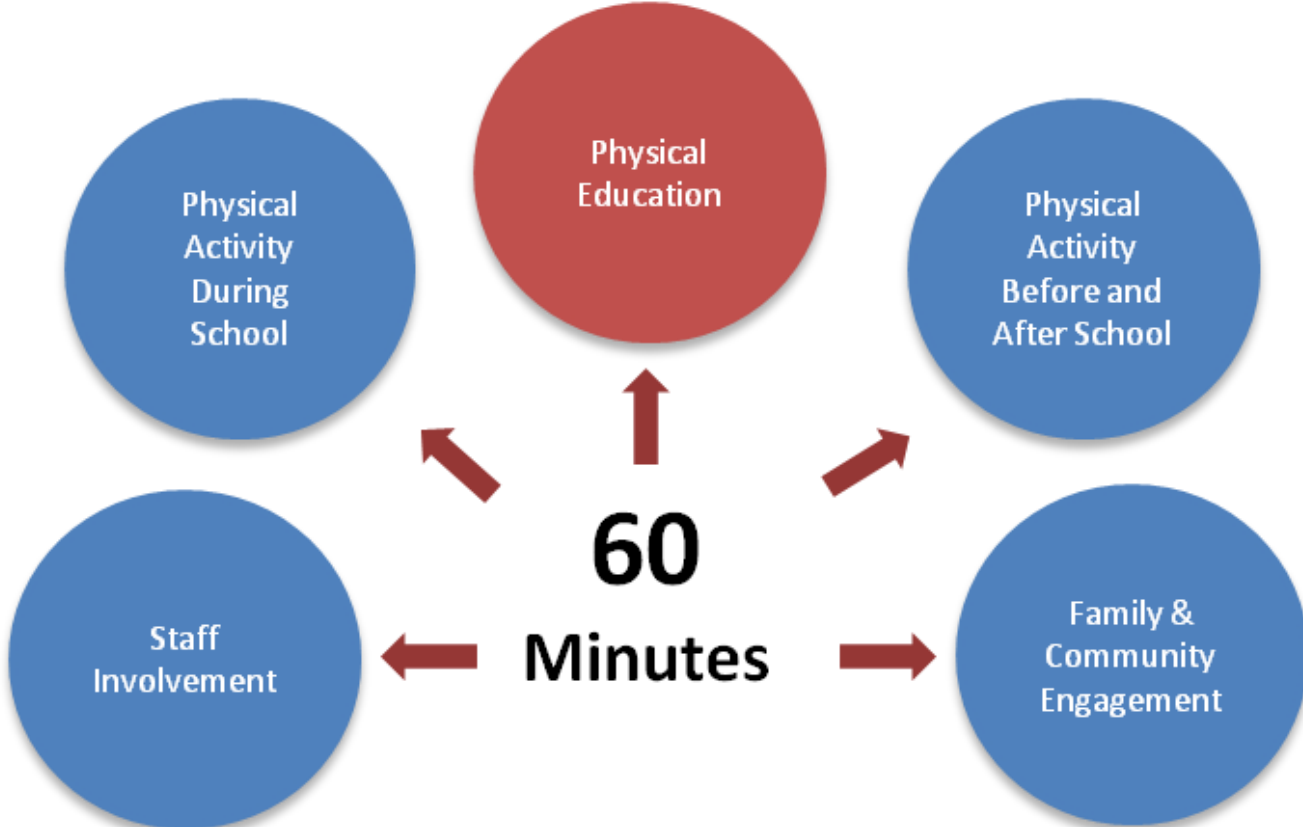 Physical
Education
Physical
Activity
During
School
Physical
Activity
Before and
After School
60
Minutes
Staff
Involvement
Family &
Community
Engagement